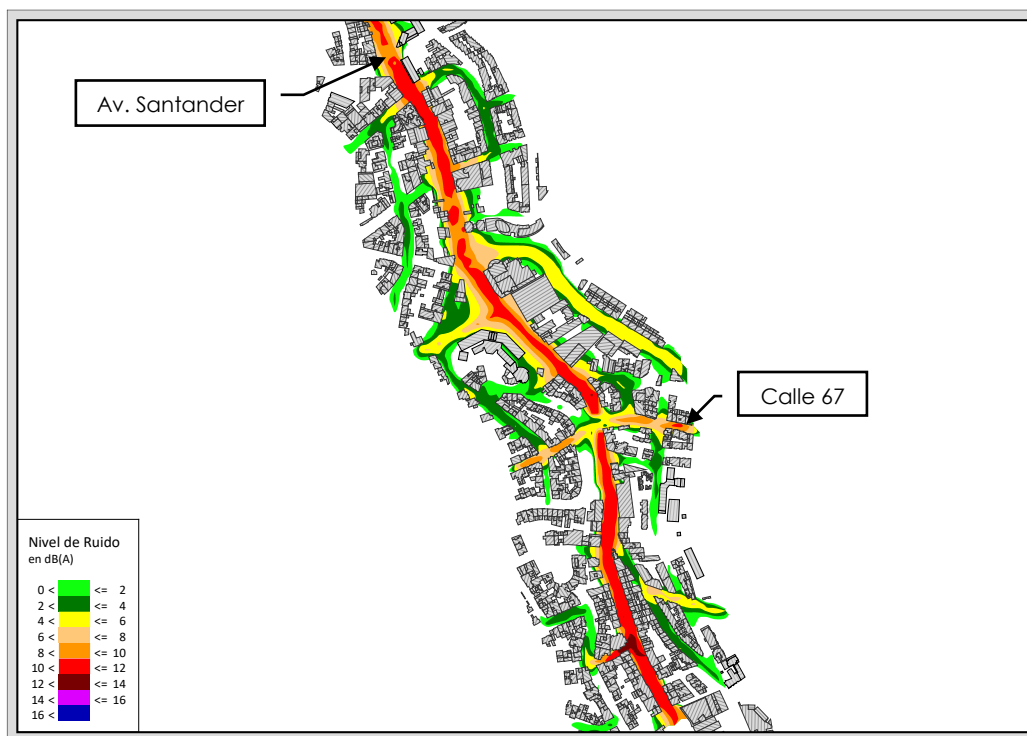 Av. Santander
Calle 67
Nivel de Ruido
en dB(A)
0 < <= 2
2 < <= 4
4 < <= 6
6 < <= 8
8 < <= 10
10 < <= 12
12 < <= 14
14 < <= 16
16 <